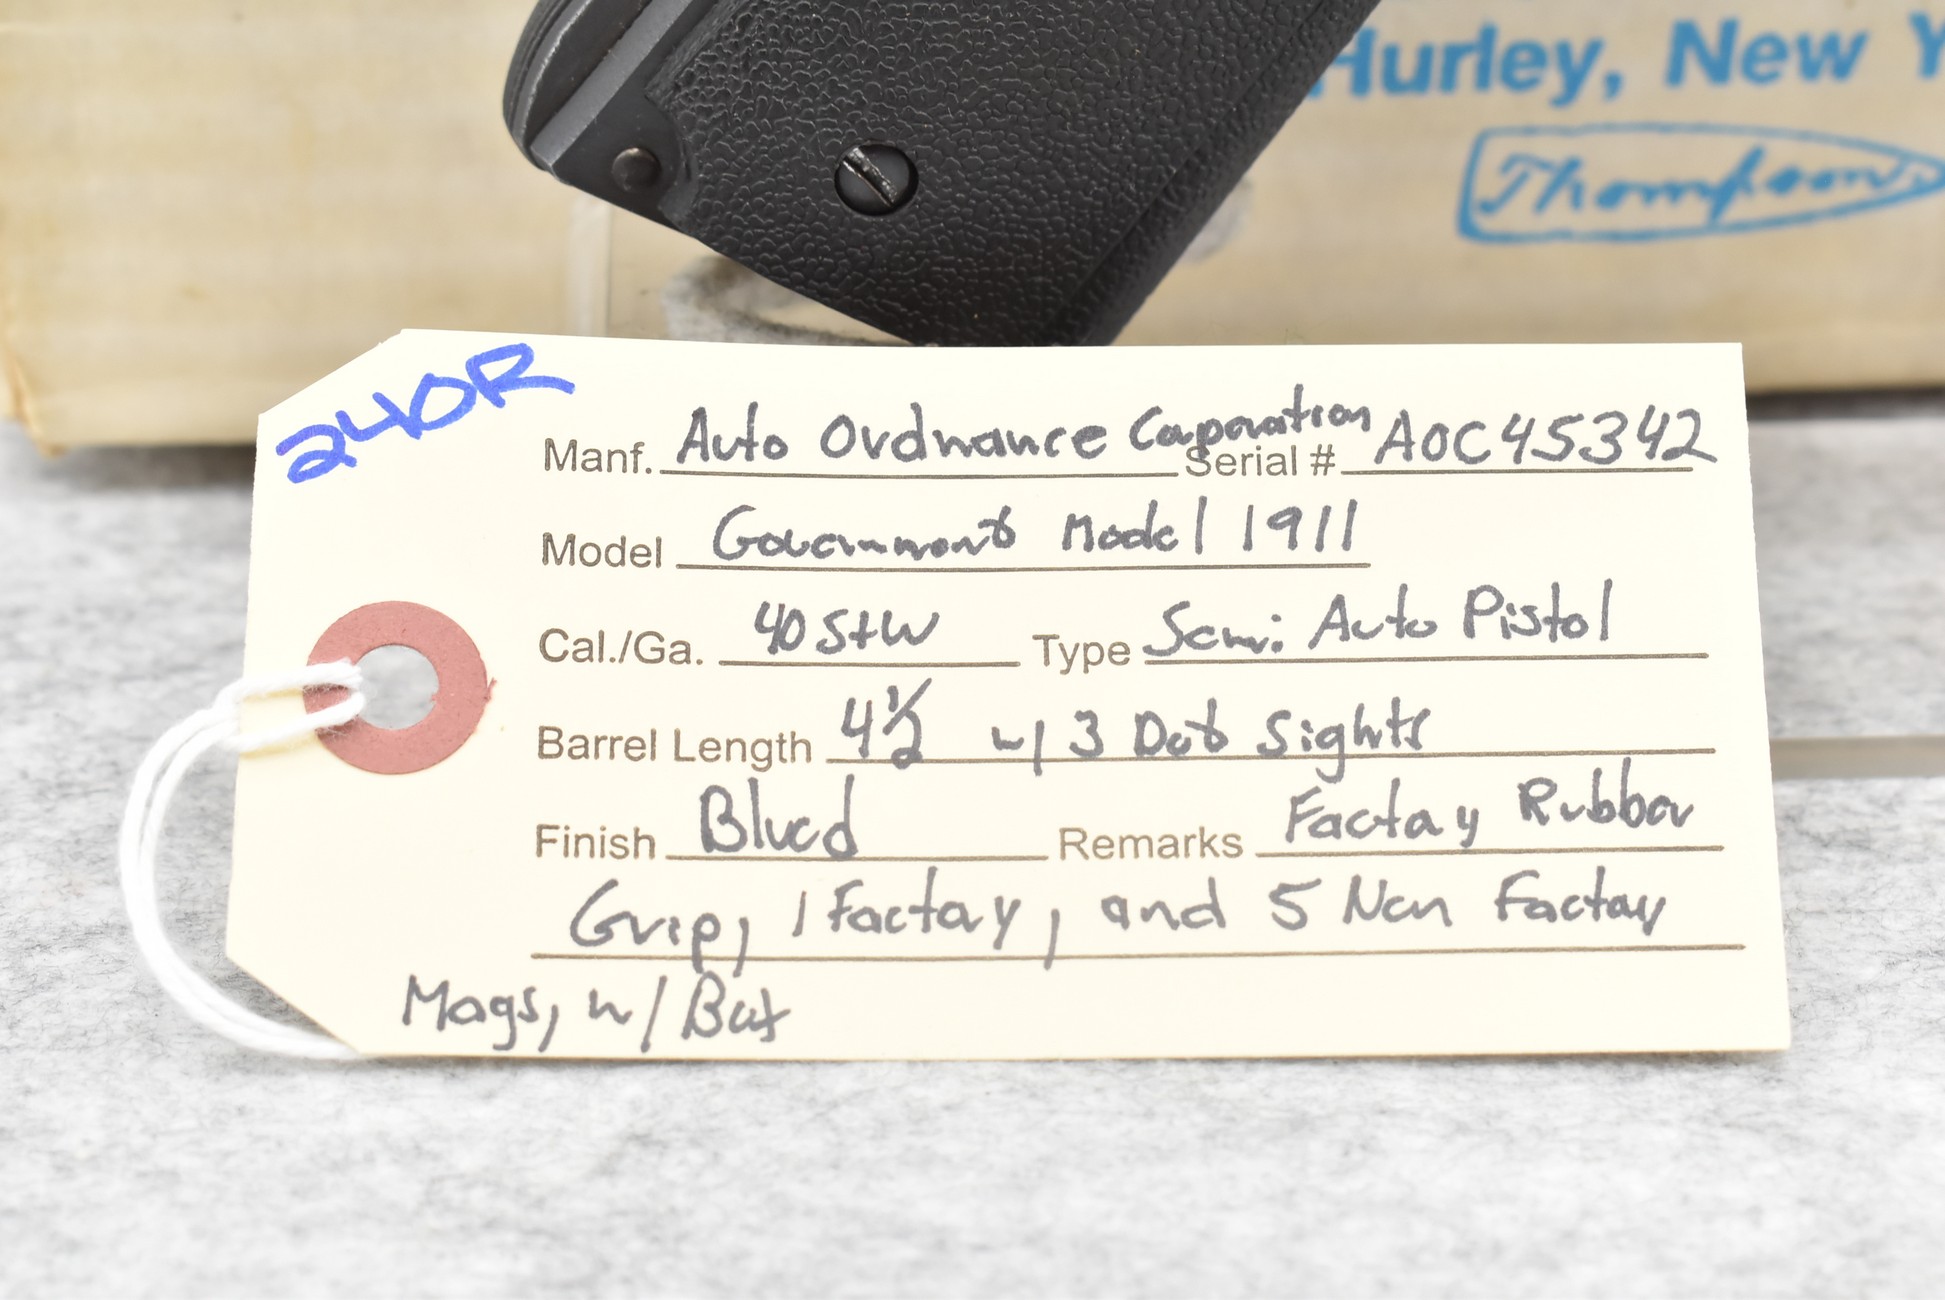 Hurley, New Y
Thompson
240R
Manf. Auto Ordnance Corporation Serial # AOC45342
Model Government Model 1911
Cal./Ga. 40 S+W Type Semi Auto Pistol
Barrel Length 4 1/2 w/ 3 Dot Sights
Finish Blued Remarks Factory Rubber
Grip, 1 Factory, and 5 Non Factory
Mags, w/ Box